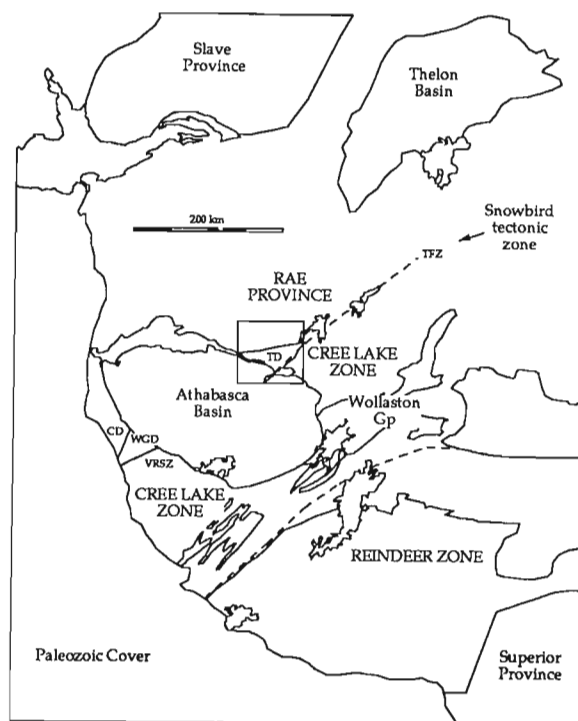 Slave
Province
Thelon
Basin
200 km
Snowbird
tectonic
zone
TFZ
RAE
PROVINCE
TD
CREE LAKE
ZONE
Athabasca
Basin
Wollaston
Gp
CD
WGD
VRSZ
CREE LAKE
ZONE
REINDEER ZONE
Paleozoic Cover
Superior
Province